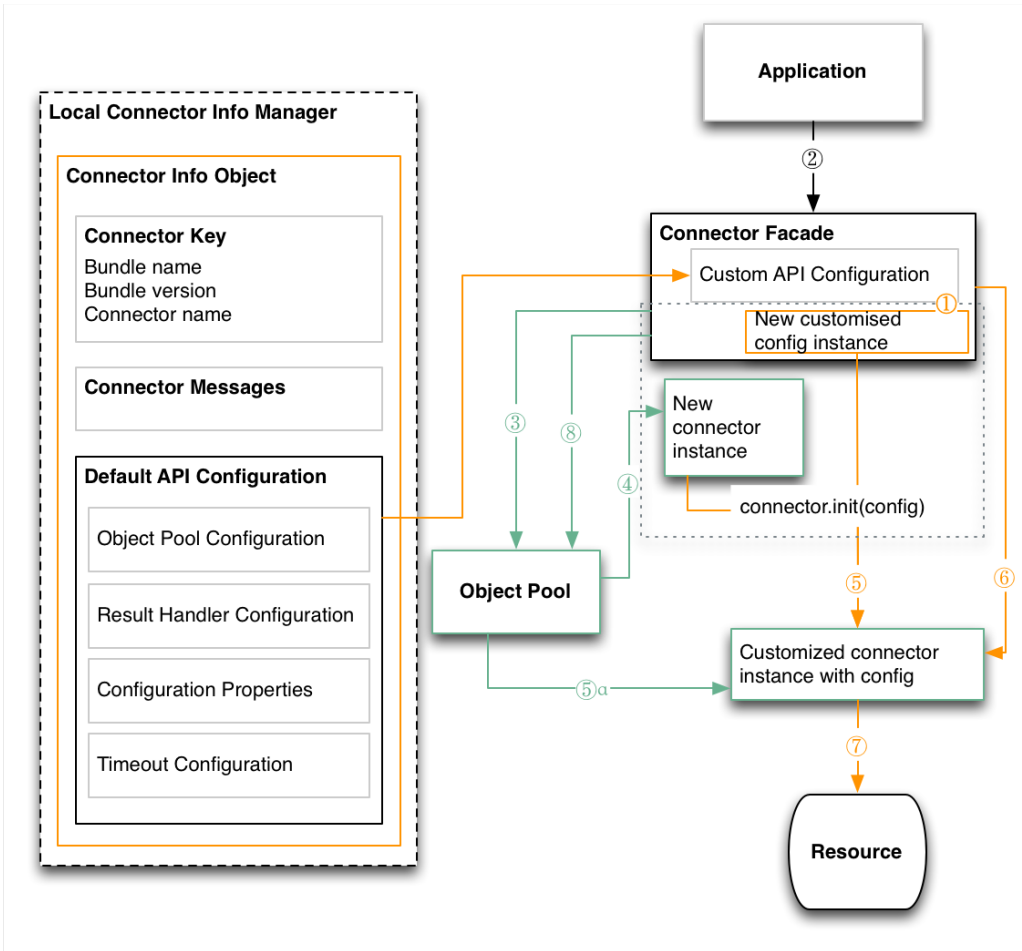 Application
Local Connector Info Manager
②
Connector Info Object
Connector Key
Bundle name
Bundle version
Connector name
Connector Facade
Custom API Configuration
①
New customised
config instance
Connector Messages
New
connector
instance
③
⑧
④
Default API Configuration
connector.init(config)
Object Pool Configuration
Object Pool
⑤
⑥
Result Handler Configuration
Customized connector
instance with config
Configuration Properties
⑤a
Timeout Configuration
⑦
Resource